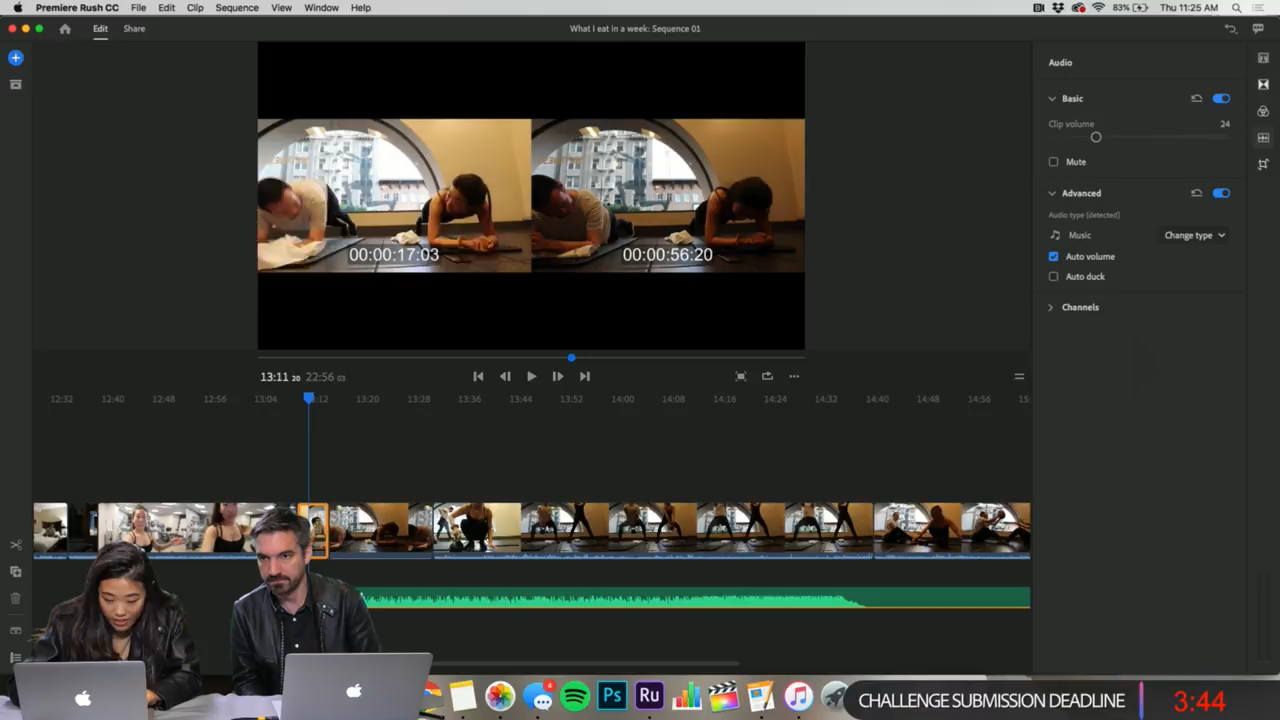 Premiere Rush CC File Edit Clip Sequence View Window Help 83% Thu 11:25 AM
Edit Share What I eat in a week: Sequence 01
Audio
Basic
Clip volume 24
Mute
Advanced
Audio type (detected)
Music Change type
Auto volume
Auto duck
Channels
00:00:17:03 00:00:56:20
13:11 20 22:56 03
12:32 12:40 12:48 12:56 13:04 :12 13:20 13:28 13:36 13:44 13:52 14:00 14:08 14:16 14:24 14:32 14:40 14:48 14:56 15:
4
Ps Ru
CHALLENGE SUBMISSION DEADLINE 3:44